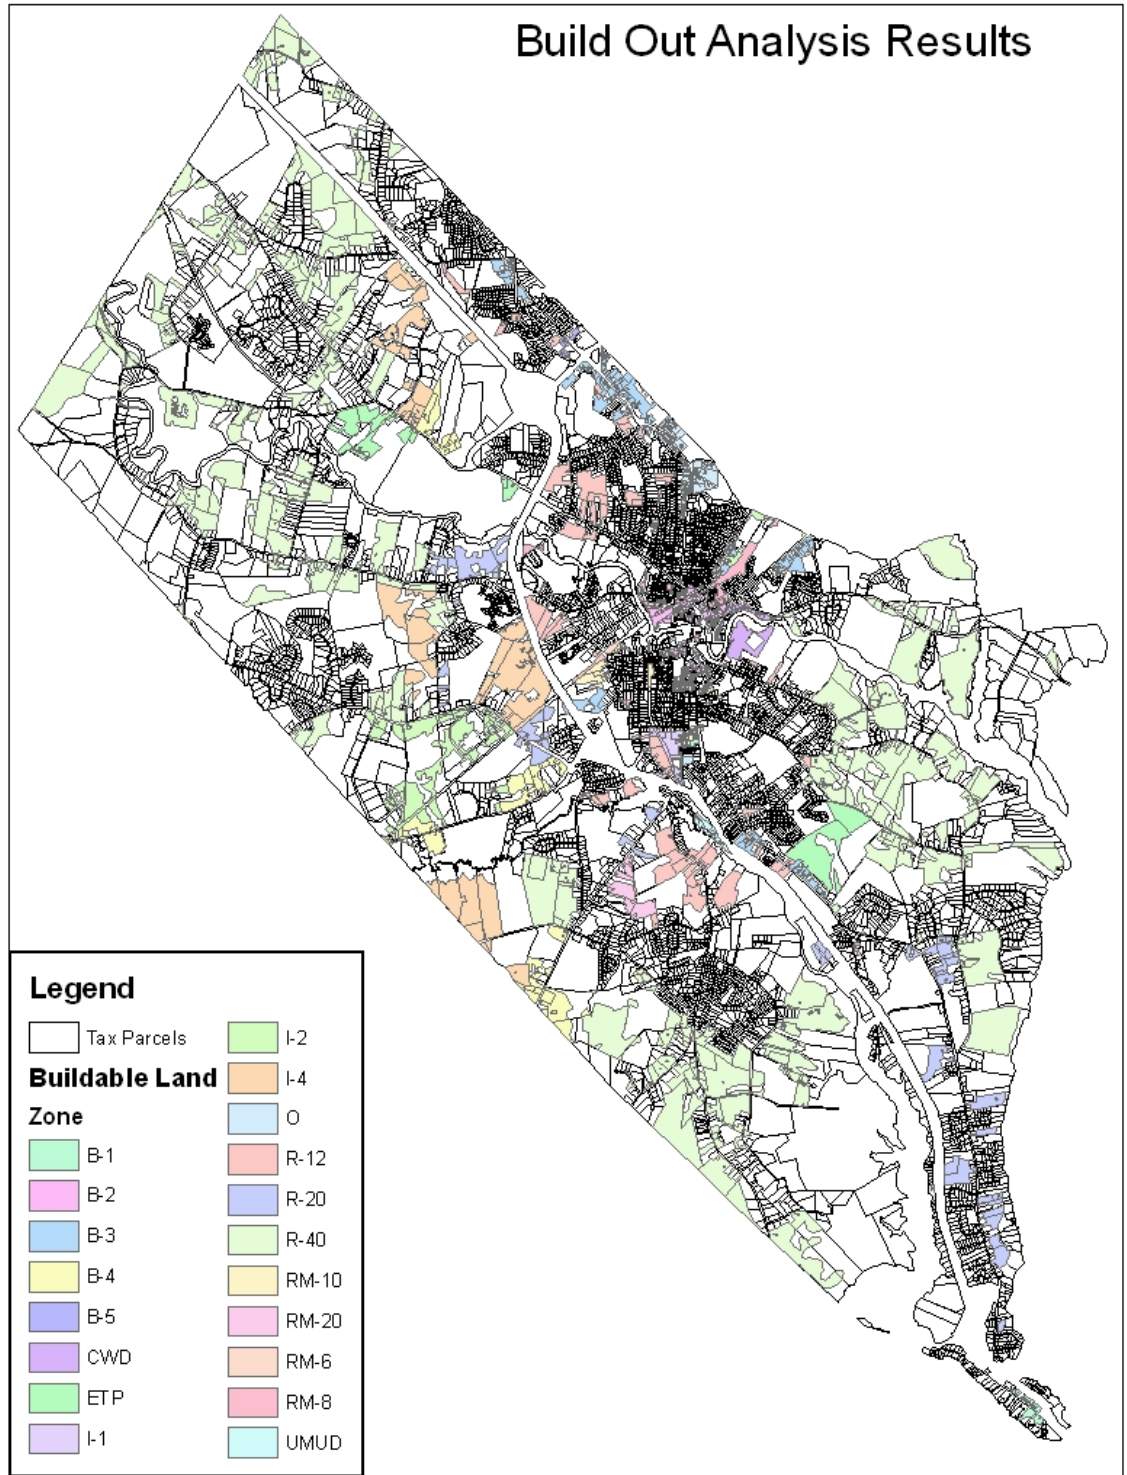 Build Out Analysis Results
Legend
Tax Parcels
Buildable Land
Zone
B-1
B-2
B-3
B-4
B-5
CWD
ETP
I-1
I-2
I-4
O
R-12
R-20
R-40
RM-10
RM-20
RM-6
RM-8
UMUD